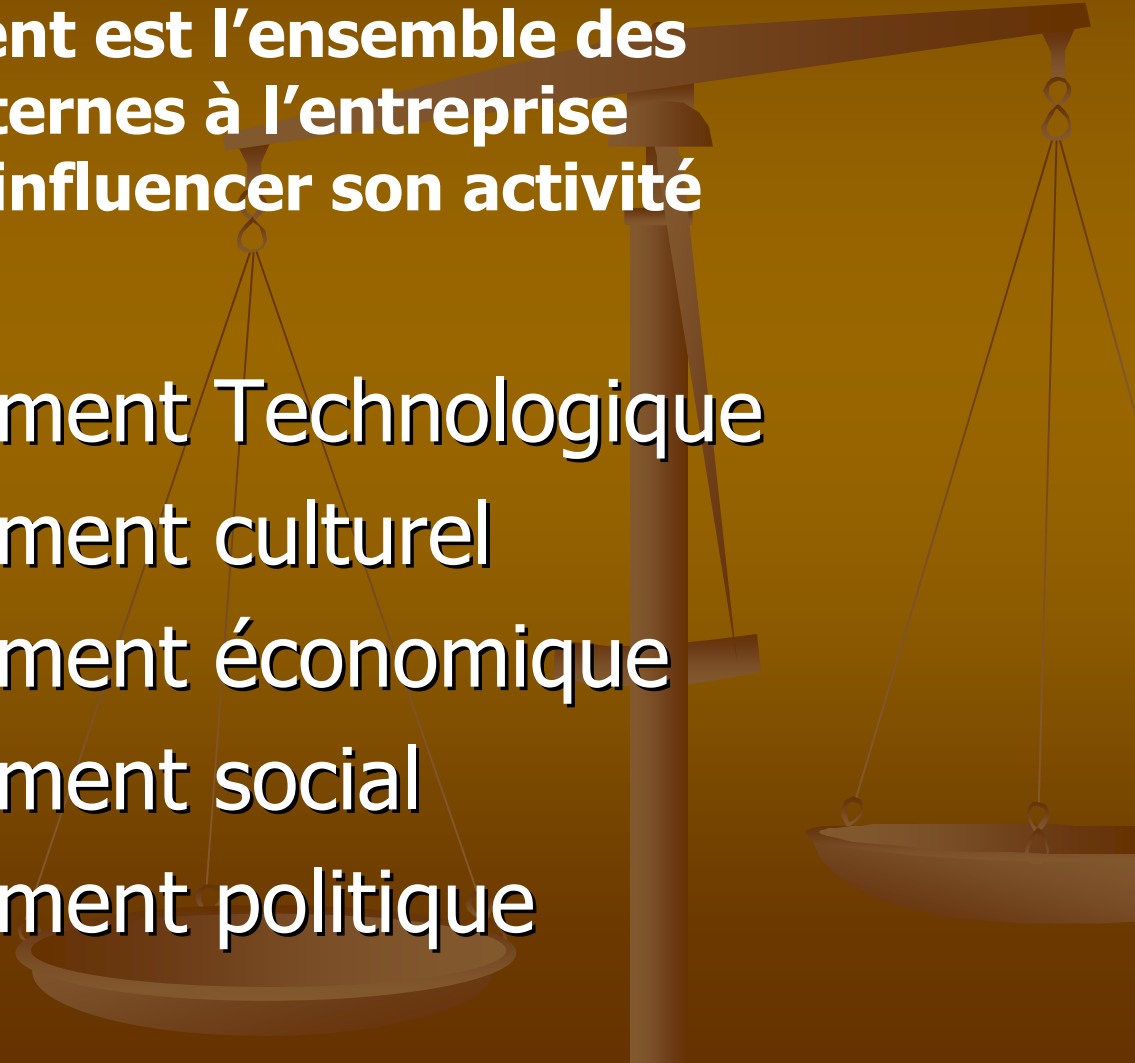 ent est l’ensemble des
ternes à l’entreprise
influencer son activité
ment Technologique
ment culturel
ment économique
ment social
ment politique